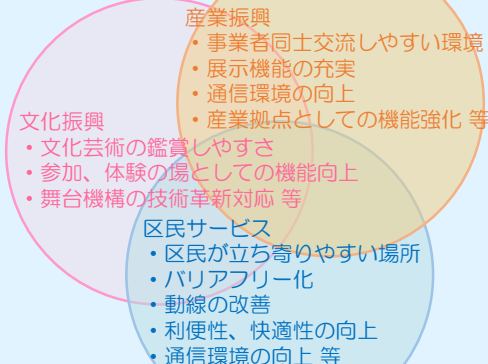 産業振興
・事業者同士交流しやすい環境
・展示機能の充実
・通信環境の向上
・産業拠点としての機能強化 等
文化振興
・文化芸術の鑑賞しやすさ
・参加、体験の場としての機能向上
・舞台機構の技術革新対応 等
区民サービス
・区民が立ち寄りやすい場所
・バリアフリー化
・動線の改善
・利便性、快適性の向上
・通信環境の向上 等